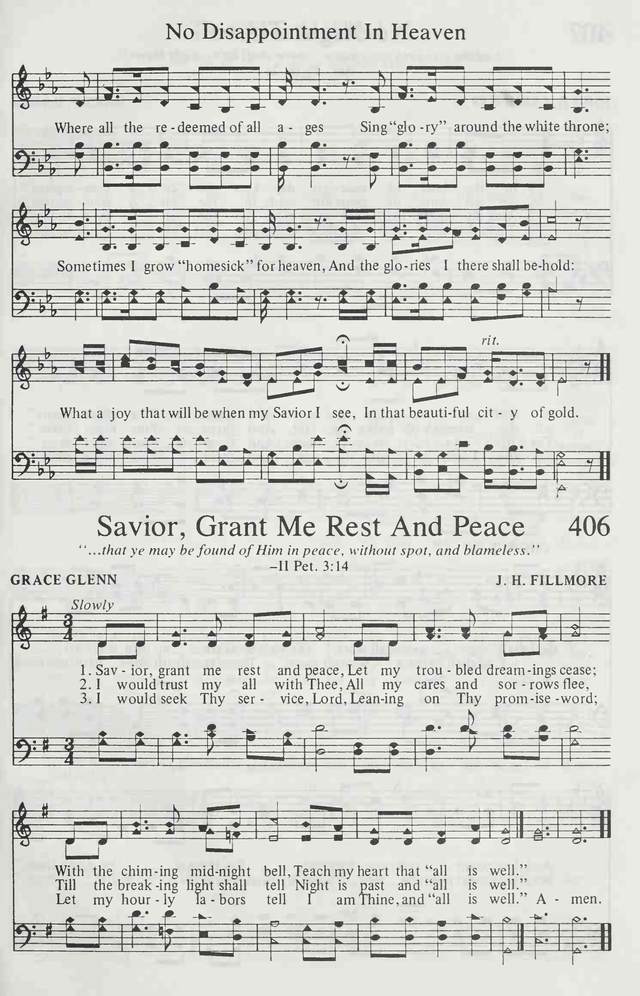 No Disappointment In Heaven
Where all the re-deemed of all a-ges Sing "glo-ry" around the white throne;
Sometimes I grow "homesick" for heaven, And the glo-ries I there shall be-hold:
rit.
What a joy that will be when my Savior I see, In that beauti-ful cit-y of gold.
Savior, Grant Me Rest And Peace 406
"...that ye may be found of Him in peace, without spot, and blameless."
–II Pet. 3:14
GRACE GLENN J. H. FILLMORE
Slowly
3 4
1. Sav-ior, grant me rest and peace, Let my trou-bled dream-ings cease;
2. I would trust my all with Thee, All my cares and sor-rows flee,
3. I would seek Thy ser-vice, Lord, Lean-ing on Thy prom-ise-word;
3 4
With the chim-ing mid-night bell, Teach my heart that "all is well."
Till the break-ing light shall tell Night is past and "all is well."
Let my hour-ly la-bors tell I am Thine, and "all is well." A-men.